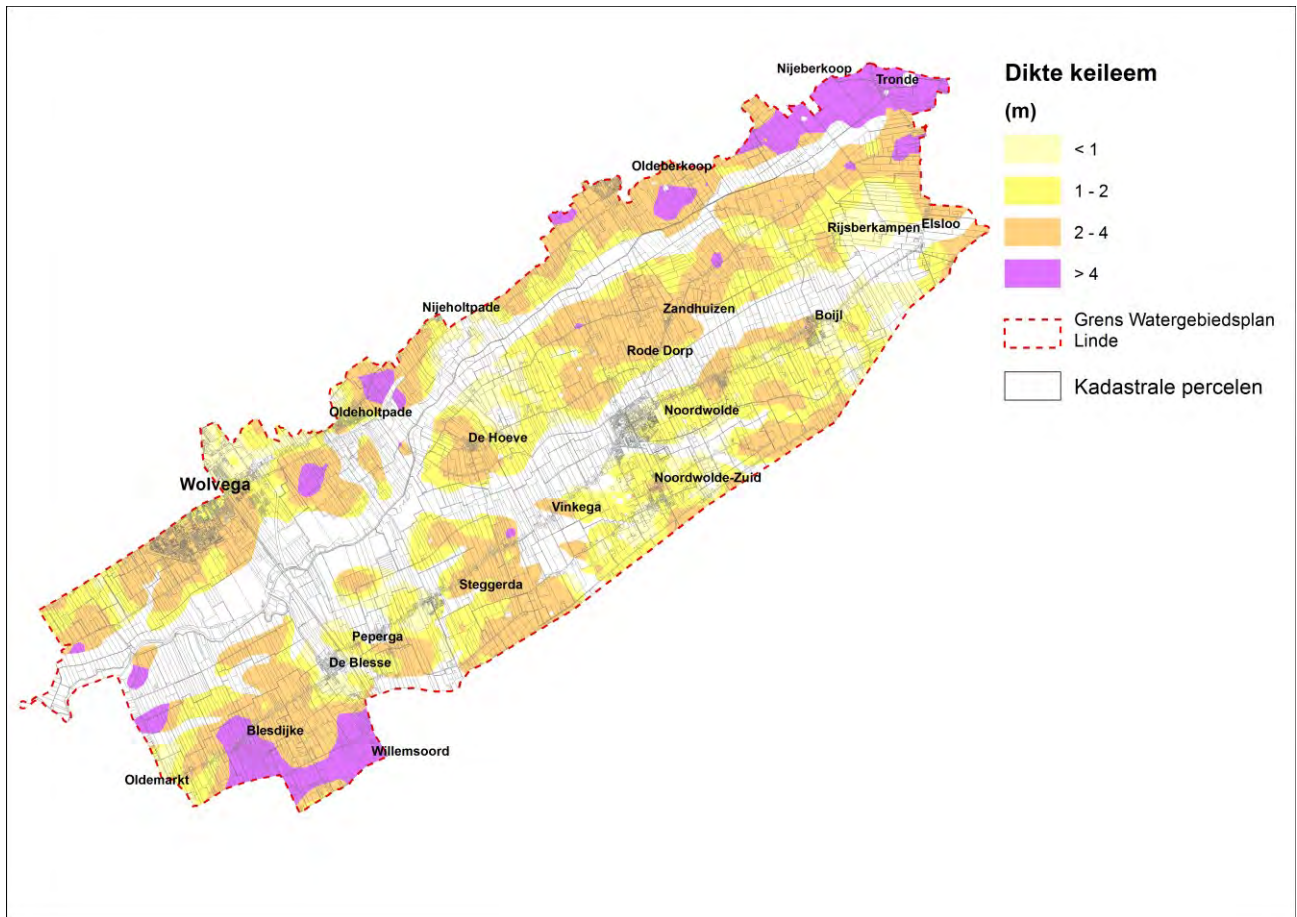 Nijeberkoop
Tronde
Dikte keileem
(m)
< 1
1 - 2
2 - 4
> 4
Grens Watergebiedsplan
Linde
Kadastrale percelen
Oldeberkoop
Rijsberkampen
Elsloo
Nijeholtpade
Zandhuizen
Boijl
Rode Dorp
Oldeholtpade
Noordwolde
De Hoeve
Wolvega
Noordwolde-Zuid
Vinkega
Steggerda
Peperga
De Blesse
Blesdijke
Willemsoord
Oldemarkt